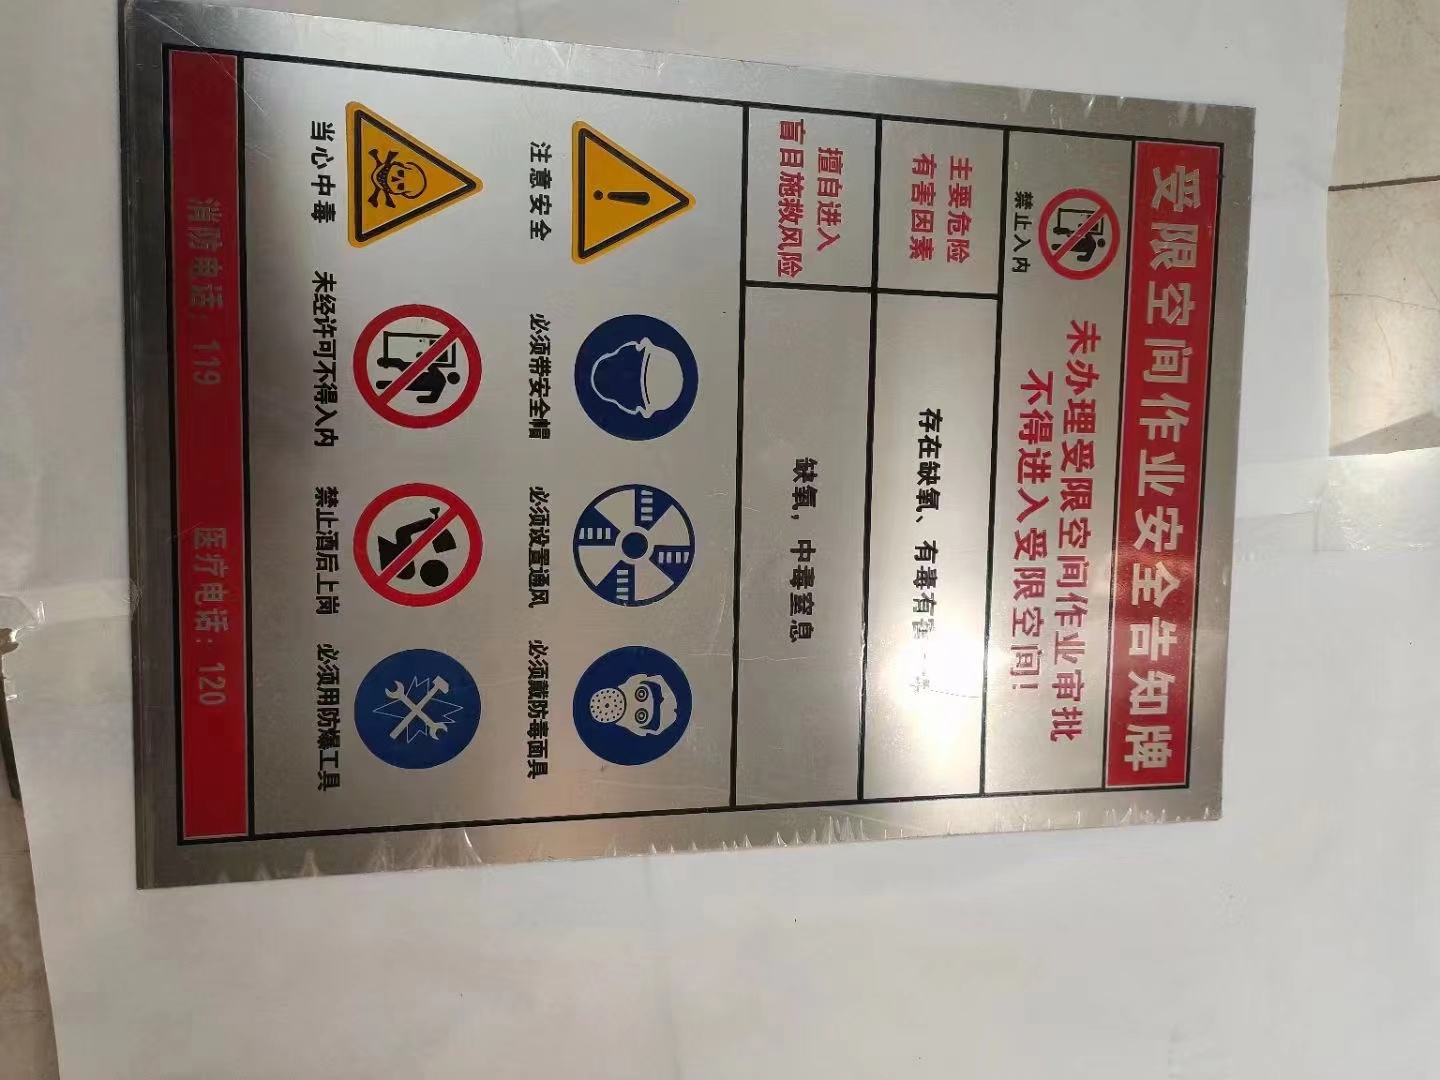 受限空间作业安全告知牌
禁止入内
未办理受限空间作业审批
不得进入受限空间!
主要危险
有害因素
存在缺氧、有毒有害
擅自进入
盲目施救风险
缺氧，中毒窒息
注意安全
必须带安全帽
必须设置通风
必须戴防毒面具
当心中毒
未经许可不得入内
禁止酒后上岗
必须用防爆工具
消防电话：119 医疗电话：120